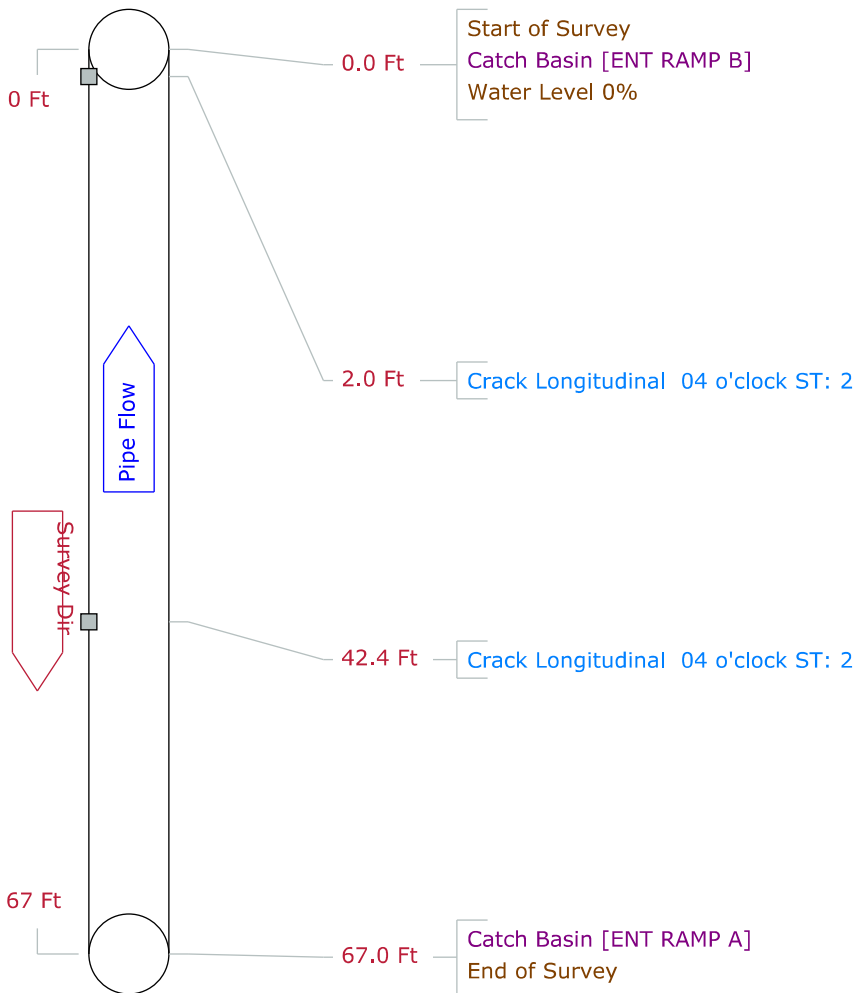 Start of Survey
0.0 Ft
Catch Basin [ENT RAMP B]
Water Level 0%
0 Ft
2.0 Ft
Crack Longitudinal  04 o'clock ST: 2
Pipe Flow
Survey Dir
42.4 Ft
Crack Longitudinal  04 o'clock ST: 2
67 Ft
67.0 Ft
Catch Basin [ENT RAMP A]
End of Survey